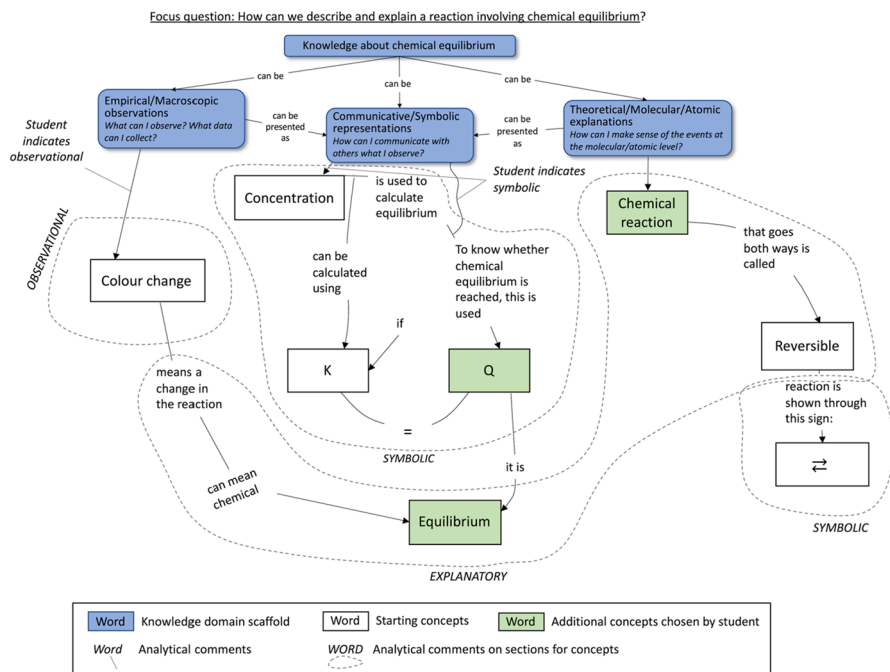 Focus question: How can we describe and explain a reaction involving chemical equilibrium?
Knowledge about chemical equilibrium
can be
can be
can be
Empirical/Macroscopic
observations
What can I observe? What data
can I collect?
can be
presented
as
Communicative/Symbolic
representations
How can I communicate with
others what I observe?
can be
presented
as
Theoretical/Molecular/Atomic
explanations
How can I make sense of the events at
the molecular/atomic level?
Student
indicates
observational
Concentration
is used to
calculate
equilibrium
Student indicates
symbolic
Chemical
reaction
that goes
both ways is
called
OBSERVATIONAL
Colour change
can be
calculated
using
To know whether
chemical
equilibrium is
reached, this is
used
if
Reversible
K
Q
means a
change in
the reaction
reaction is
shown through
this sign:
=
SYMBOLIC
⇄
it is
can mean
chemical
Equilibrium
SYMBOLIC
EXPLANATORY
Word Knowledge domain scaffold
Word Starting concepts
Word Additional concepts chosen by student
Word Analytical comments
WORD Analytical comments on sections for concepts